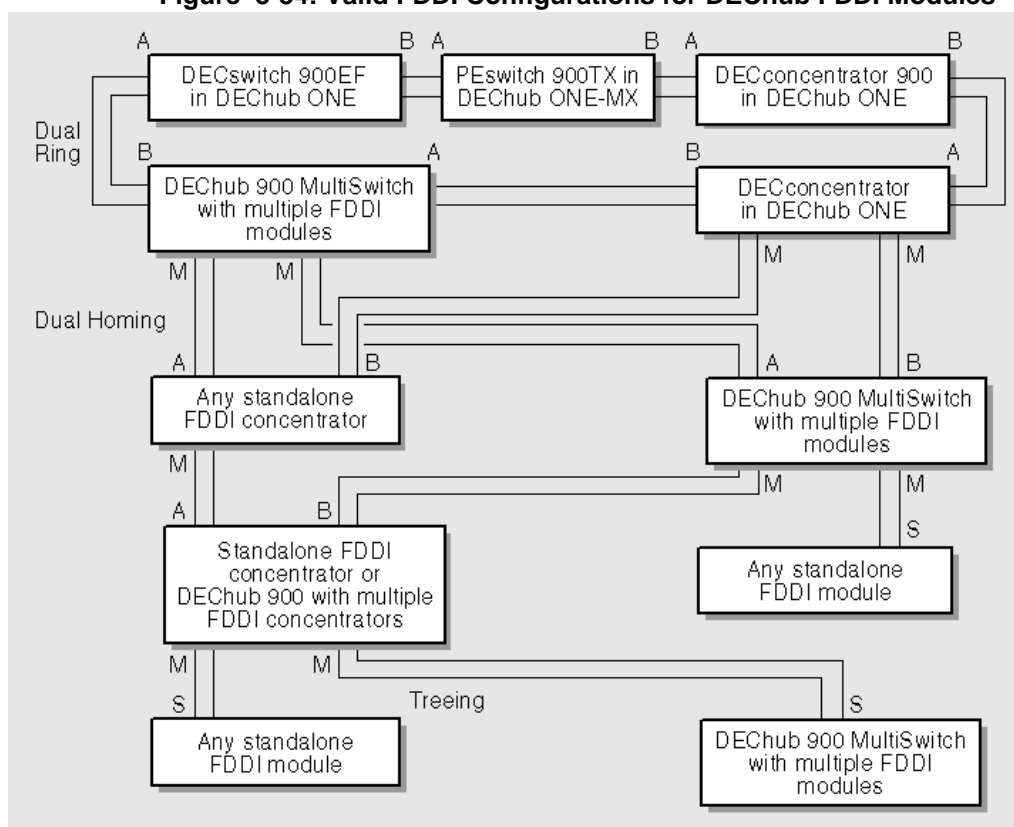 Figure 3-34: Valid FDDI Configurations for DEChub FDDI Modules
A B A B A B
DECswitch 900EF
in DEChub ONE
PEswitch 900TX in
DEChub ONE-MX
DECconcentrator 900
in DEChub ONE
Dual
Ring
B A B A
DEChub 900 MultiSwitch
with multiple FDDI
modules
DECconcentrator
in DEChub ONE
M M M M
Dual Homing
A B A B
Any standalone
FDDI concentrator
DEChub 900 MultiSwitch
with multiple FDDI
modules
M M M
A B S
Standalone FDDI
concentrator or
DEChub 900 with multiple
FDDI concentrators
Any standalone
FDDI module
M M
Treeing
S S
Any standalone
FDDI module
DEChub 900 MultiSwitch
with multiple FDDI
modules